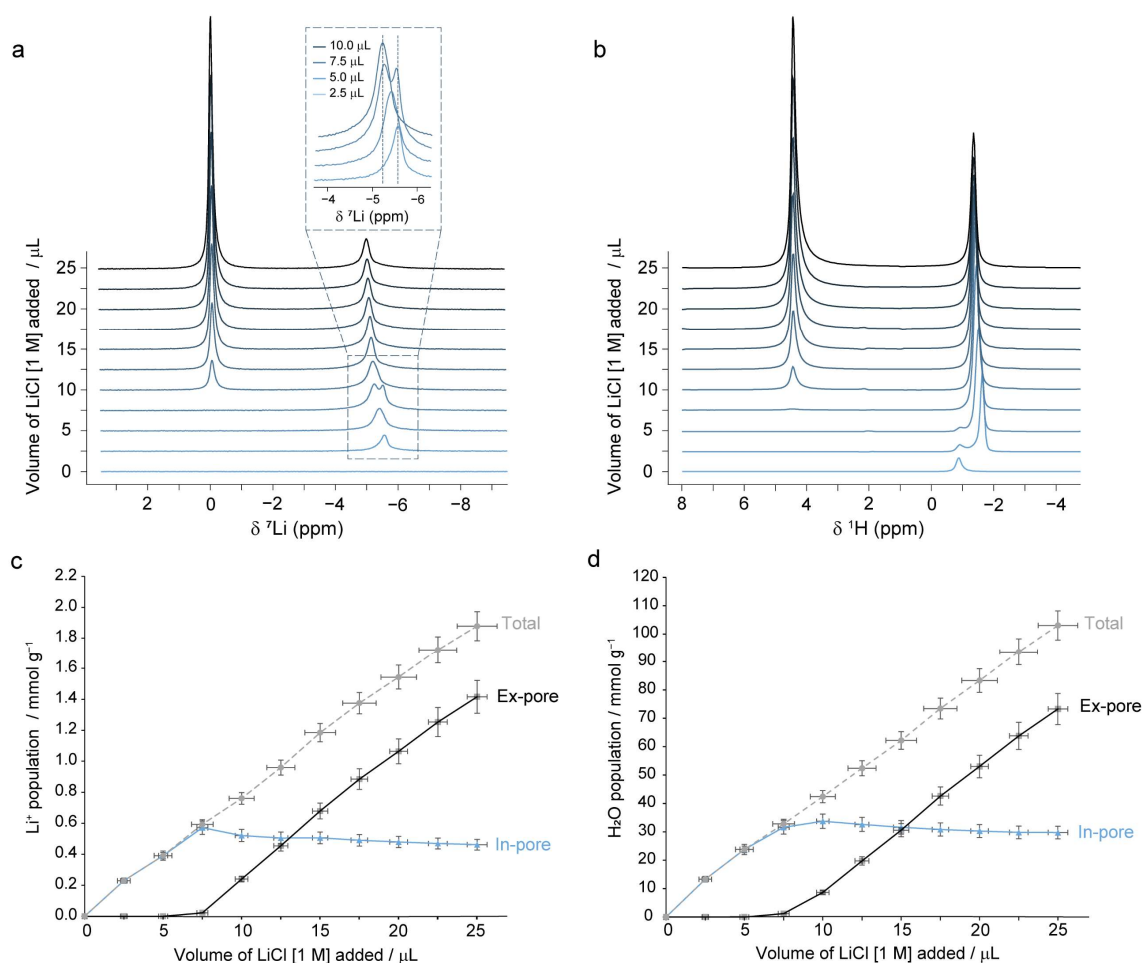 a
10.0 μL
7.5 μL
5.0 μL
2.5 μL
−4 −5 −6
δ ⁷Li (ppm)
Volume of LiCl [1 M] added / μL
25
20
15
10
5
0
2 0 −2 −4 −6 −8
δ ⁷Li (ppm)
b
Volume of LiCl [1 M] added / μL
25
20
15
10
5
0
8 6 4 2 0 −2 −4
δ ¹H (ppm)
c
Li⁺ population / mmol g⁻¹
2.2
2.0
1.8
1.6
1.4
1.2
1.0
0.8
0.6
0.4
0.2
0.0
Total
Ex-pore
In-pore
0 5 10 15 20 25
Volume of LiCl [1 M] added / μL
d
H₂O population / mmol g⁻¹
120
110
100
90
80
70
60
50
40
30
20
10
0
Total
Ex-pore
In-pore
0 5 10 15 20 25
Volume of LiCl [1 M] added / μL